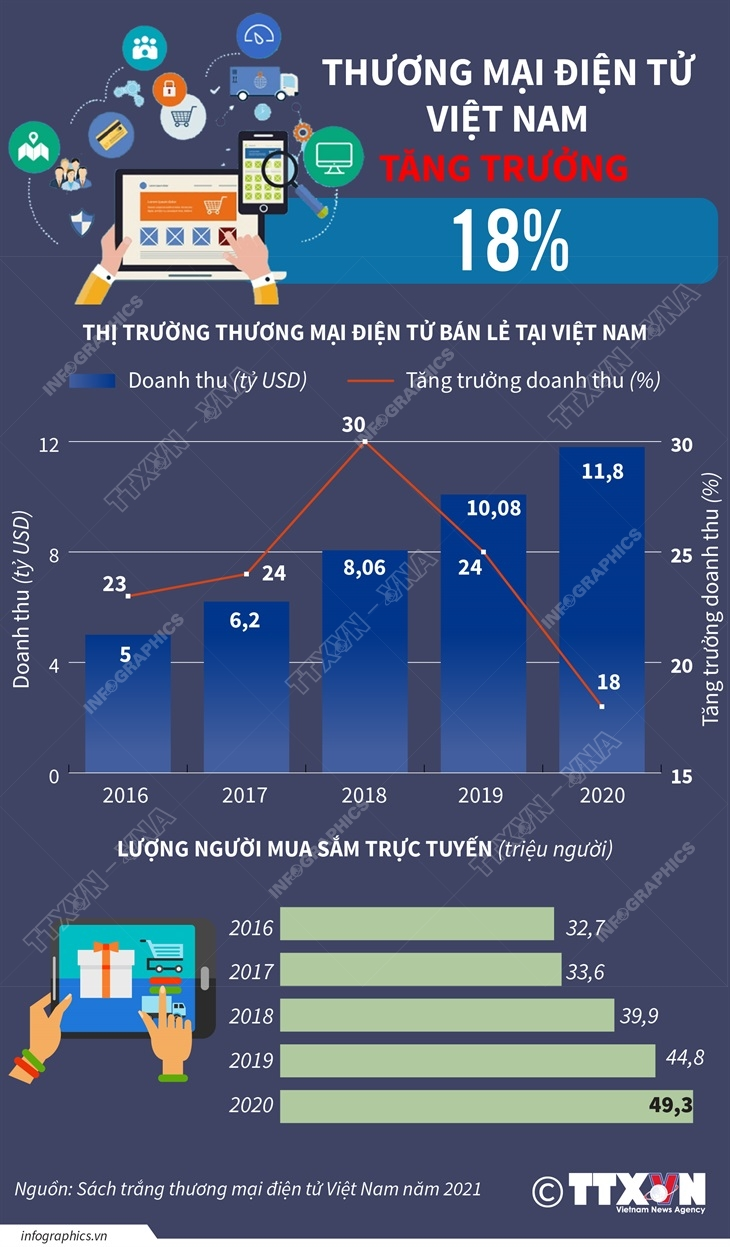 THƯƠNG MẠI ĐIỆN TỬ
VIỆT NAM
TĂNG TRƯỞNG
18%
THỊ TRƯỜNG THƯƠNG MẠI ĐIỆN TỬ BÁN LẺ TẠI VIỆT NAM
Doanh thu (tỷ USD)
Tăng trưởng doanh thu (%)
Doanh thu (tỷ USD)
12
8
4
0
30
25
20
15
Tăng trưởng doanh thu (%)
23
24
30
24
18
5
6,2
8,06
10,08
11,8
2016
2017
2018
2019
2020
LƯỢNG NGƯỜI MUA SẮM TRỰC TUYẾN (triệu người)
2016 32,7
2017 33,6
2018 39,9
2019 44,8
2020 49,3
Nguồn: Sách trắng thương mại điện tử Việt Nam năm 2021
© TTXVN
Vietnam News Agency
infographics.vn